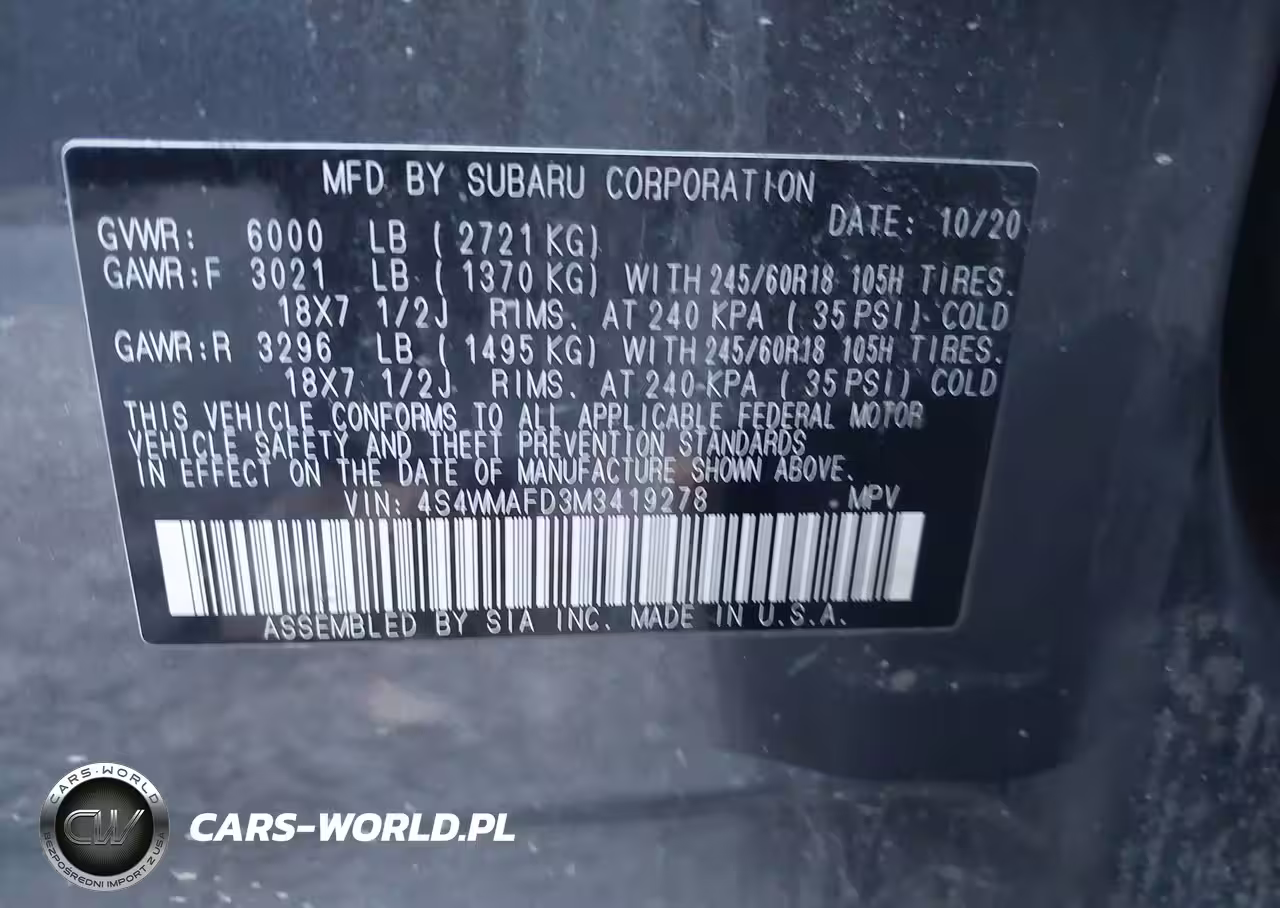 MFD BY SUBARU CORPORATION
DATE: 10/20
GVWR: 6000 LB ( 2721 KG)
GAWR:F 3021 LB ( 1370 KG) WITH 245/60R18 105H TIRES.
18X7 1/2J RIMS. AT 240 KPA ( 35 PSI) COLD
GAWR:R 3296 LB ( 1495 KG) WITH 245/60R18 105H TIRES.
18X7 1/2J RIMS. AT 240 KPA ( 35 PSI) COLD
THIS VEHICLE CONFORMS TO ALL APPLICABLE FEDERAL MOTOR
VEHICLE SAFETY AND THEFT PREVENTION STANDARDS
IN EFFECT ON THE DATE OF MANUFACTURE SHOWN ABOVE.
VIN: 4S4WMAFD3M3419278 MPV
ASSEMBLED BY SIA INC. MADE IN U.S.A.
CARS-WORLD
CW
BEZPOŚREDNI IMPORT Z USA
CARS-WORLD.PL